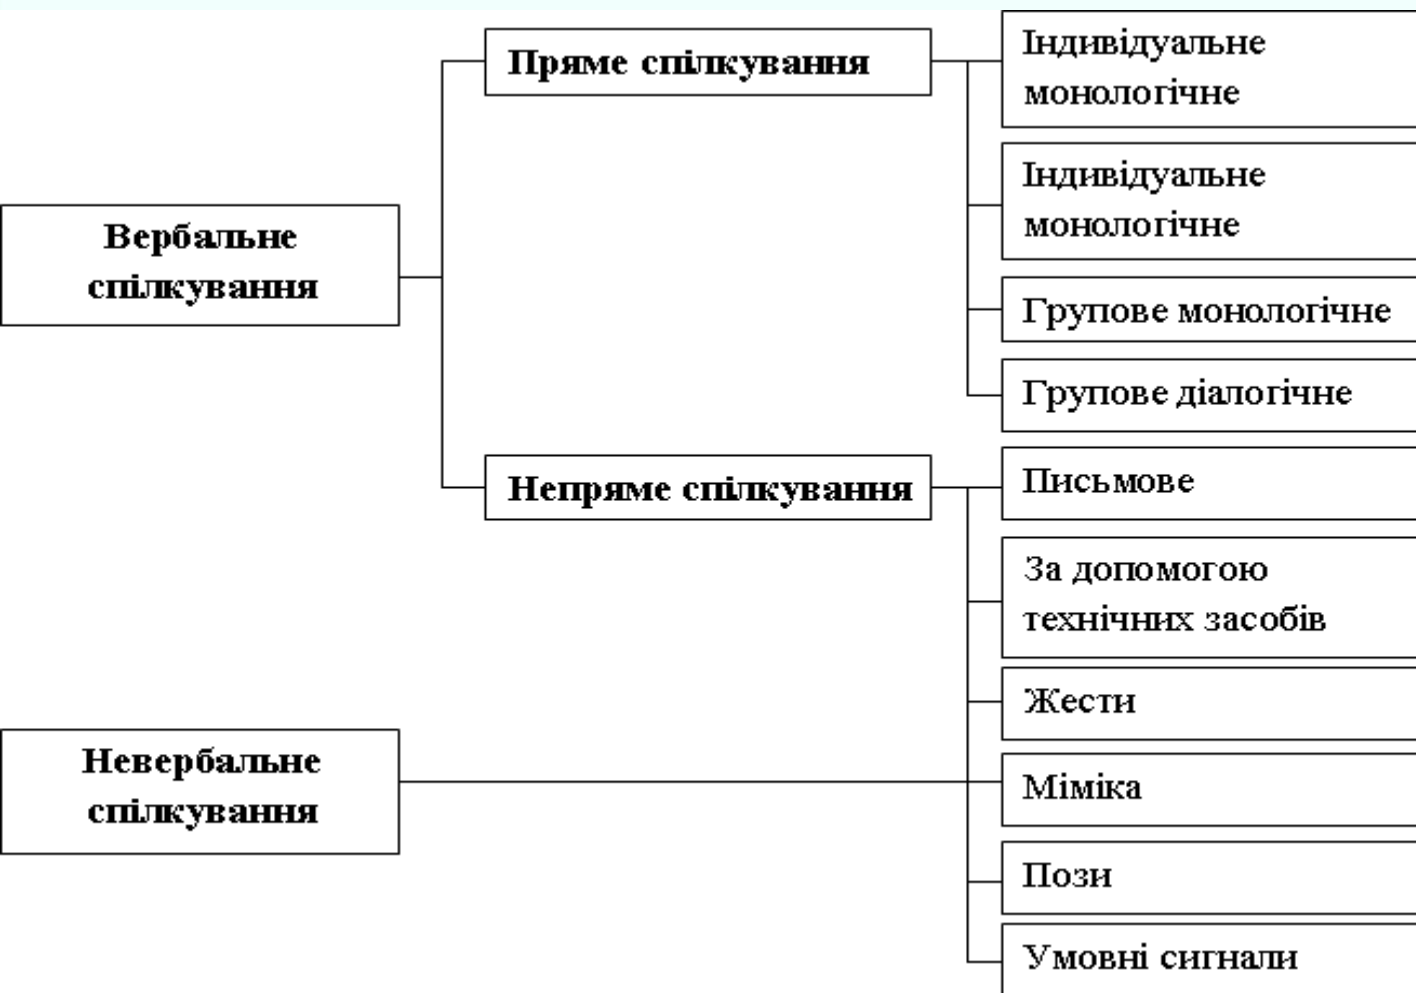 Вербальне
спілкування
Невербальне
спілкування
Пряме спілкування
Непряме спілкування
Індивідуальне
монологічне
Індивідуальне
монологічне
Групове монологічне
Групове діалогічне
Письмове
За допомогою
технічних засобів
Жести
Міміка
Пози
Умовні сигнали